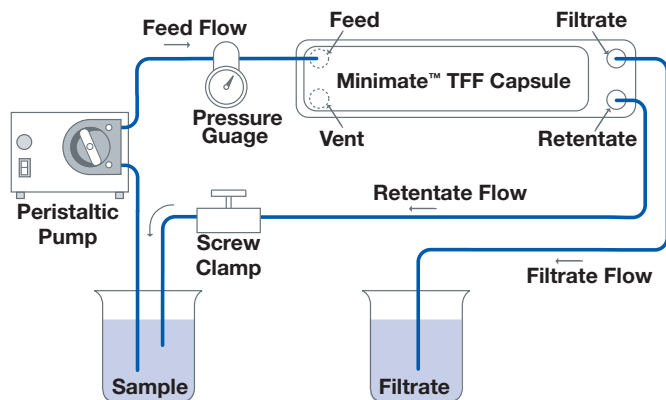 Feed Flow
Feed
Filtrate
Minimate™ TFF Capsule
Pressure
Guage
Vent
Retentate
Peristaltic
Pump
Retentate Flow
Screw
Clamp
Filtrate Flow
Sample
Filtrate